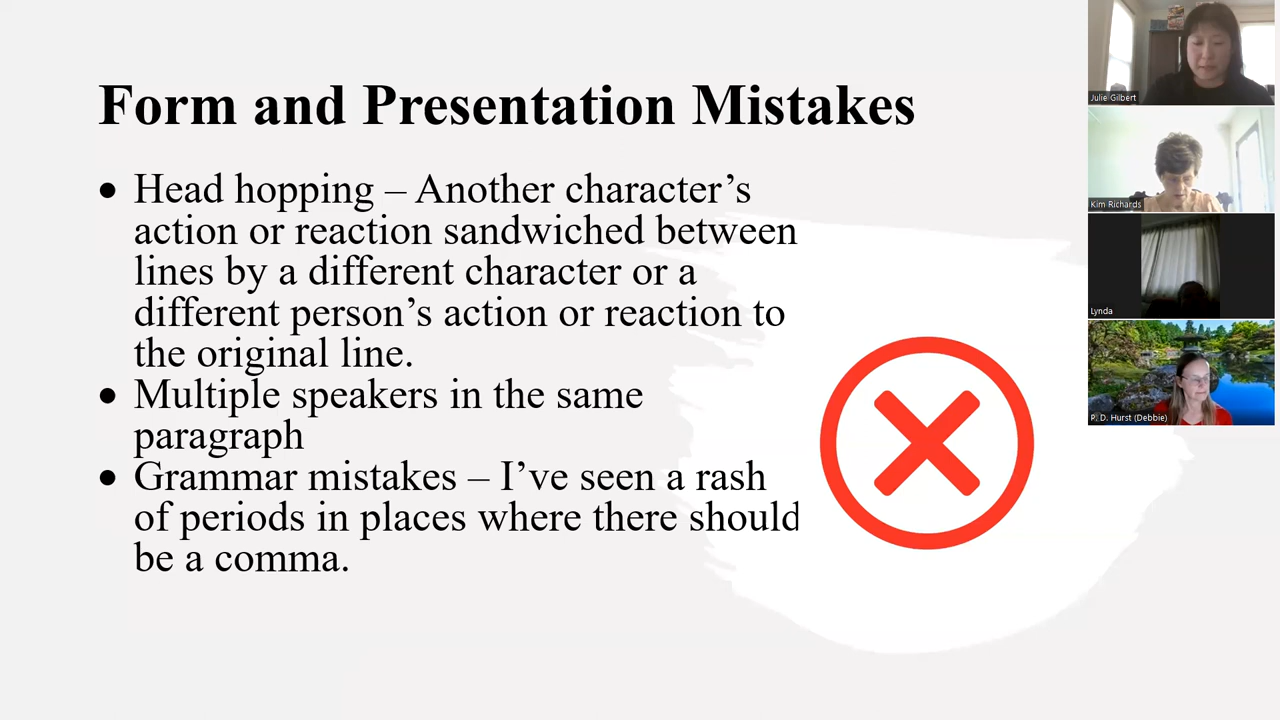 Form and Presentation Mistakes
• Head hopping – Another character’s
action or reaction sandwiched between
lines by a different character or a
different person’s action or reaction to
the original line.
• Multiple speakers in the same
paragraph
• Grammar mistakes – I’ve seen a rash
of periods in places where there should
be a comma.
Julie Gilbert
Kim Richards
Lynda
P. D. Hurst (Debbie)